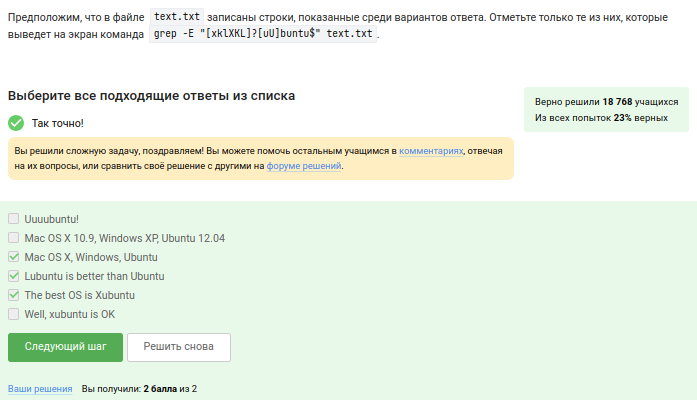 Предположим, что в файле text.txt записаны строки, показанные среди вариантов ответа. Отметьте только те из них, которые
выведет на экран команда grep -E "[xklXKL]?[uU]buntu$" text.txt.
Выберите все подходящие ответы из списка
Верно решили 18 768 учащихся
Из всех попыток 23% верных
Так точно!
Вы решили сложную задачу, поздравляем! Вы можете помочь остальным учащимся в комментариях, отвечая
на их вопросы, или сравнить своё решение с другими на форуме решений.
Uuuubuntu!
Mac OS X 10.9, Windows XP, Ubuntu 12.04
Mac OS X, Windows, Ubuntu
Lubuntu is better than Ubuntu
The best OS is Xubuntu
Well, xubuntu is OK
Следующий шаг
Решить снова
Ваши решения Вы получили: 2 балла из 2